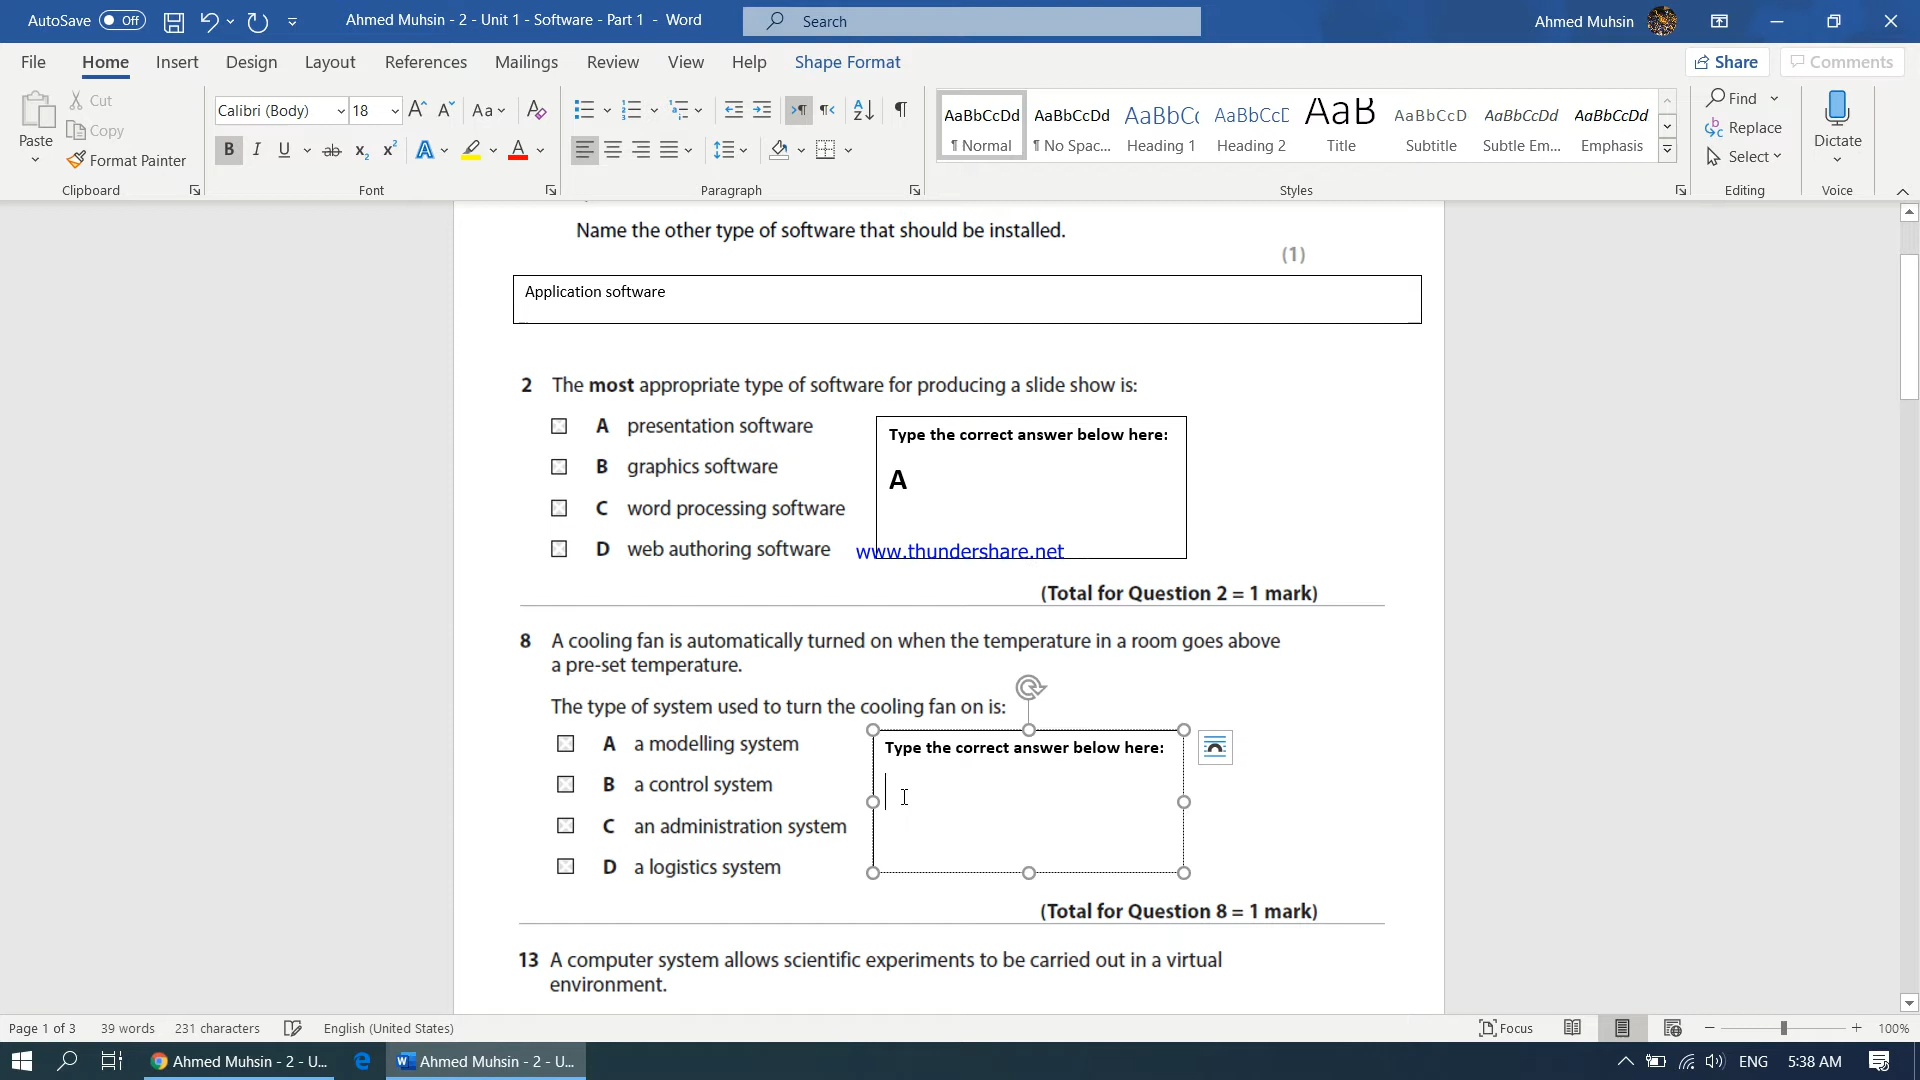 AutoSave Off Ahmed Muhsin - 2 - Unit 1 - Software - Part 1 - Word Search Ahmed Muhsin
File Home Insert Design Layout References Mailings Review View Help Shape Format Share Comments
Paste Cut Copy Format Painter
Calibri (Body) 18
AaBbCcDd AaBbCcDd AaBbCc AaBbCcD AaB AaBbCcD AaBbCcDd AaBbCcDd
¶ Normal ¶ No Spac... Heading 1 Heading 2 Title Subtitle Subtle Em... Emphasis
Find Replace Select Dictate
Clipboard Font Paragraph Styles Editing Voice
Name the other type of software that should be installed.
(1)
Application software
2 The most appropriate type of software for producing a slide show is:
A presentation software
B graphics software
C word processing software
D web authoring software
Type the correct answer below here:
A
www.thundershare.net
(Total for Question 2 = 1 mark)
8 A cooling fan is automatically turned on when the temperature in a room goes above
a pre-set temperature.
The type of system used to turn the cooling fan on is:
A a modelling system
B a control system
C an administration system
D a logistics system
Type the correct answer below here:
(Total for Question 8 = 1 mark)
13 A computer system allows scientific experiments to be carried out in a virtual
environment.
Page 1 of 3 39 words 231 characters English (United States) Focus 100%
Ahmed Muhsin - 2 - U... Ahmed Muhsin - 2 - U... ENG 5:38 AM